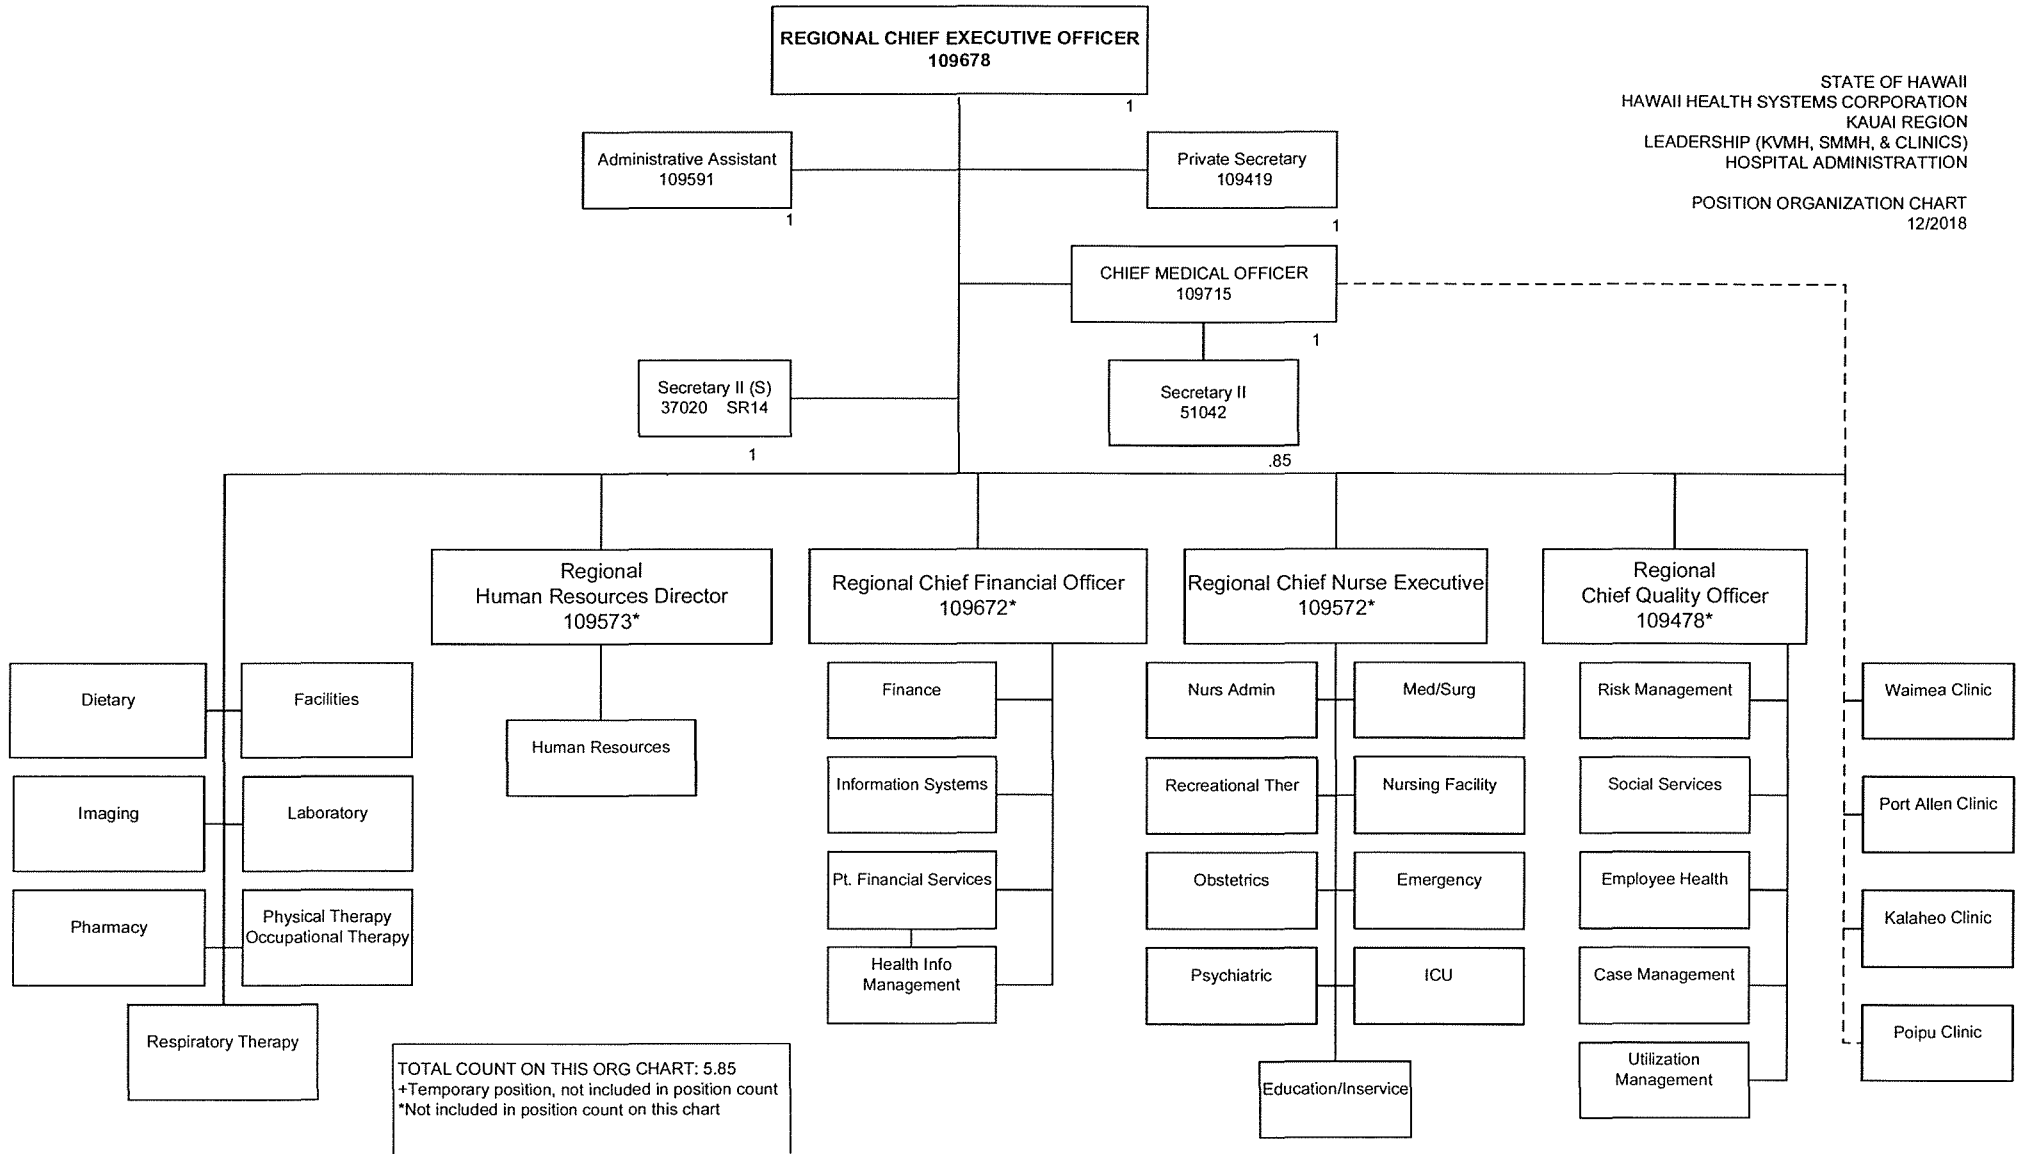 REGIONAL CHIEF EXECUTIVE OFFICER
109678
1
STATE OF HAWAII
HAWAII HEALTH SYSTEMS CORPORATION
KAUAI REGION
LEADERSHIP (KVMH, SMMH, & CLINICS)
HOSPITAL ADMINISTRATTION
POSITION ORGANIZATION CHART
12/2018
Administrative Assistant
109591
1
Private Secretary
109419
1
CHIEF MEDICAL OFFICER
109715
1
Secretary II (S)
37020 SR14
1
Secretary II
51042
.85
Regional
Human Resources Director
109573*
Regional Chief Financial Officer
109672*
Regional Chief Nurse Executive
109572*
Regional
Chief Quality Officer
109478*
Dietary
Facilities
Imaging
Laboratory
Pharmacy
Physical Therapy
Occupational Therapy
Respiratory Therapy
Human Resources
Finance
Information Systems
Pt. Financial Services
Health Info
Management
Nurs Admin
Med/Surg
Recreational Ther
Nursing Facility
Obstetrics
Emergency
Psychiatric
ICU
Education/Inservice
Risk Management
Social Services
Employee Health
Case Management
Utilization
Management
Waimea Clinic
Port Allen Clinic
Kalaheo Clinic
Poipu Clinic
TOTAL COUNT ON THIS ORG CHART: 5.85
+Temporary position, not included in position count
*Not included in position count on this chart